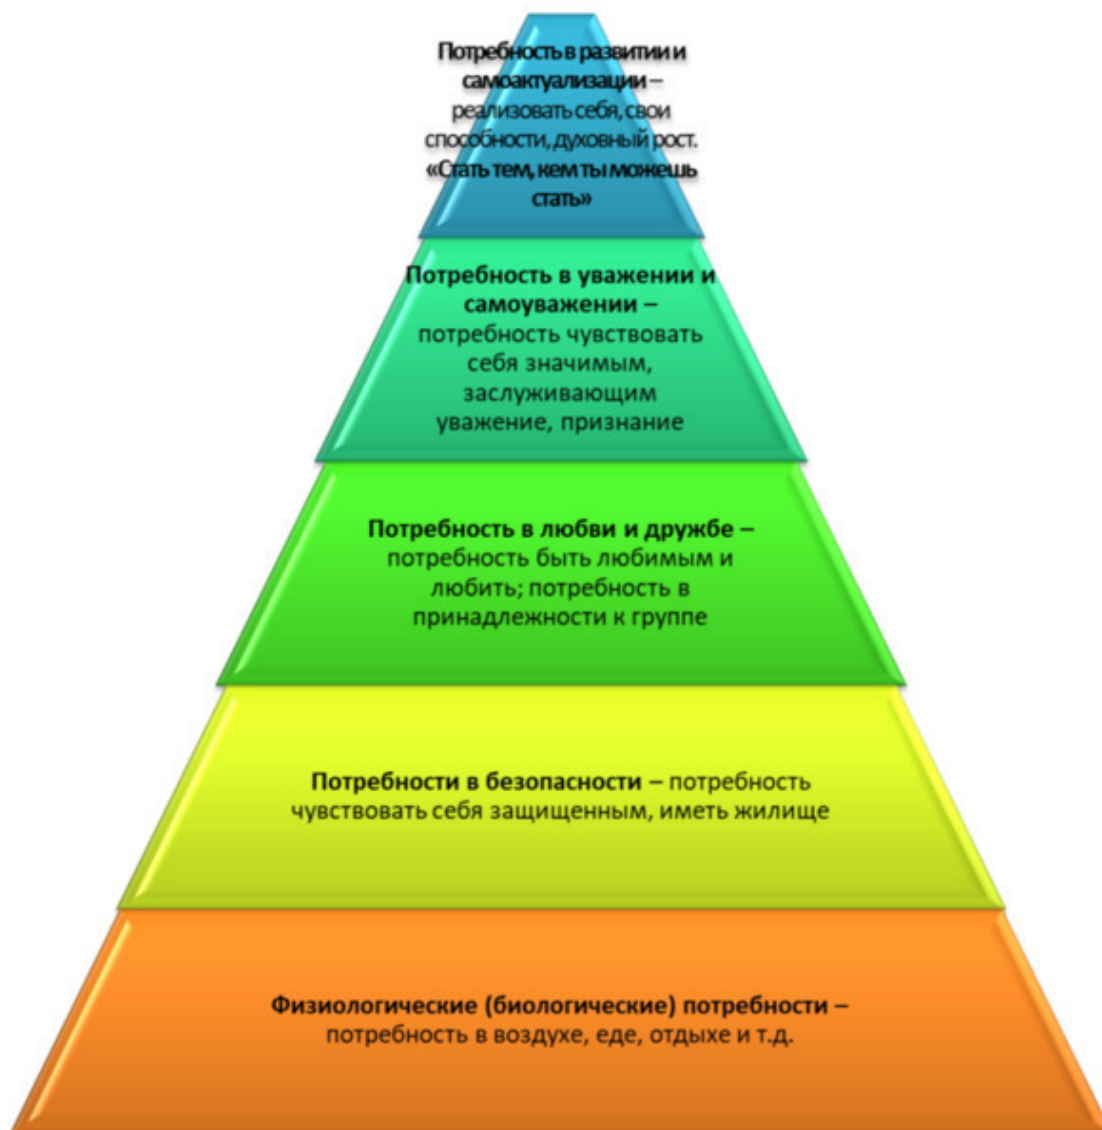 Потребность в развитии и
самоактуализации –
реализовать себя, свои
способности, духовный рост.
«Стать тем, кем ты можешь
стать»
Потребность в уважении и
самоуважении –
потребность чувствовать
себя значимым,
заслуживающим
уважение, признание
Потребность в любви и дружбе –
потребность быть любимым и
любить; потребность в
принадлежности к группе
Потребности в безопасности – потребность
чувствовать себя защищенным, иметь жилище
Физиологические (биологические) потребности –
потребность в воздухе, еде, отдыхе и т.д.